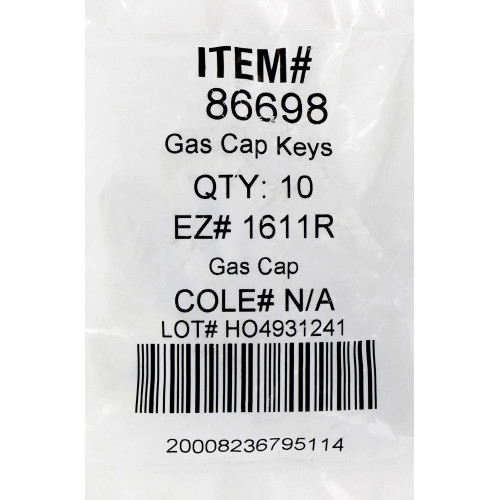 ITEM#
86698
Gas Cap Keys
QTY: 10
EZ# 1611R
Gas Cap
COLE# N/A
LOT# HO4931241
20008236795114